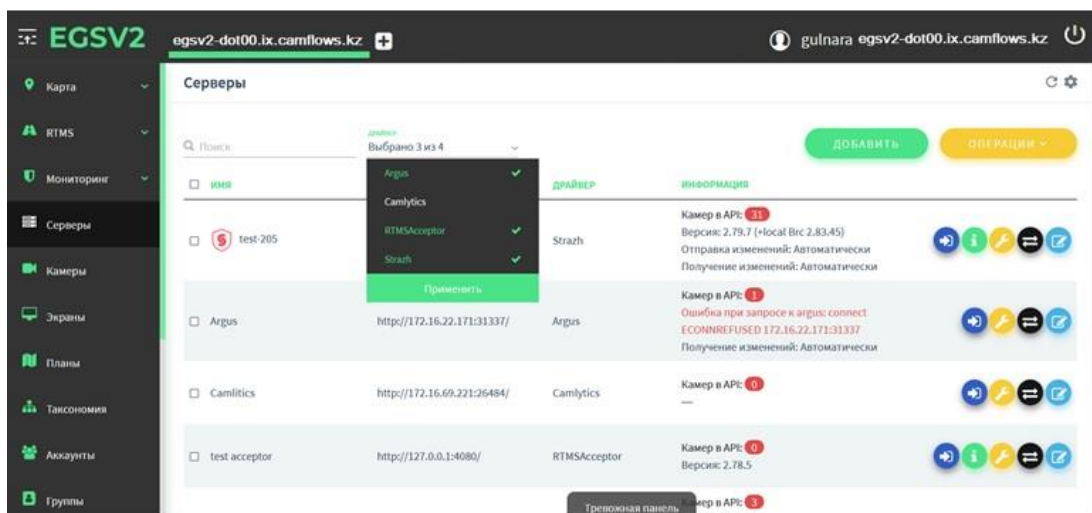 EGSV2
egsv2-dot00.ix.camflows.kz
gulnara egsv2-dot00.ix.camflows.kz
Карта
RTMS
Мониторинг
Серверы
Камеры
Экраны
Планы
Таксономия
Аккаунты
Группы
Серверы
Поиск
ДРАЙВЕР
Выбрано 3 из 4
ДОБАВИТЬ
ОПЕРАЦИИ
Argus
Camlytics
RTMSAcceptor
Strazh
Применить
ИМЯ
ДРАЙВЕР
ИНФОРМАЦИЯ
test-205
Strazh
Камер в API: 31
Версия: 2.79.7 (+local Brc 2.83.45)
Отправка изменений: Автоматически
Получение изменений: Автоматически
Argus
http://172.16.22.171:31337/
Argus
Камер в API: 1
Ошибка при запросе к argus: connect
ECONNREFUSED 172.16.22.171:31337
Получение изменений: Автоматически
Camlitics
http://172.16.69.221:26484/
Camlytics
Камер в API: 0
—
test acceptor
http://127.0.0.1:4080/
RTMSAcceptor
Камер в API: 0
Версия: 2.78.5
Тревожная панель
Камер в API: 3